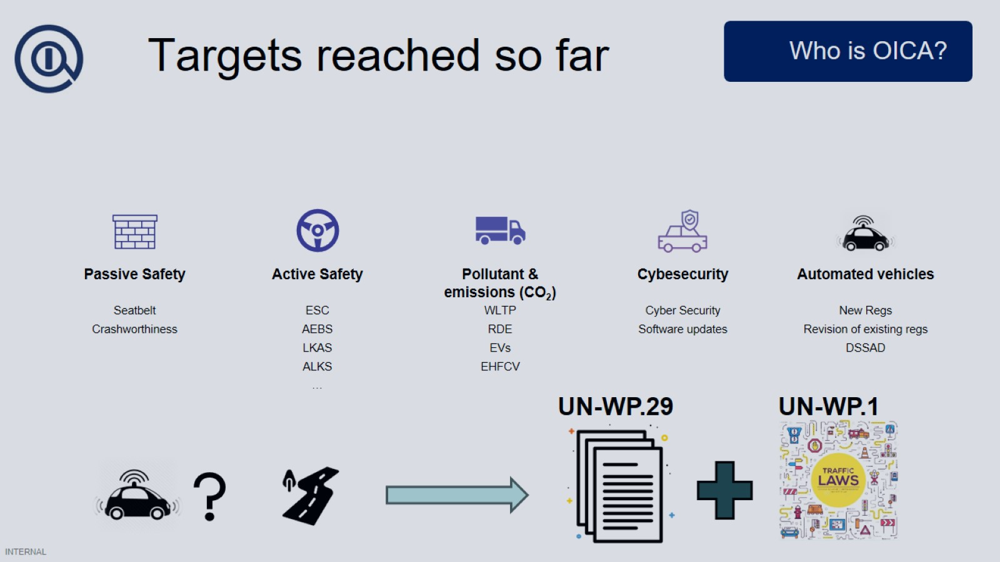 Targets reached so far
Who is OICA?
Passive Safety
Seatbelt
Crashworthiness
Active Safety
ESC
AEBS
LKAS
ALKS
...
Pollutant &
emissions (CO₂)
WLTP
RDE
EVs
EHFCV
Cybesecurity
Cyber Security
Software updates
Automated vehicles
New Regs
Revision of existing regs
DSSAD
?
UN-WP.29
UN-WP.1
TRAFFIC
LAWS
INTERNAL